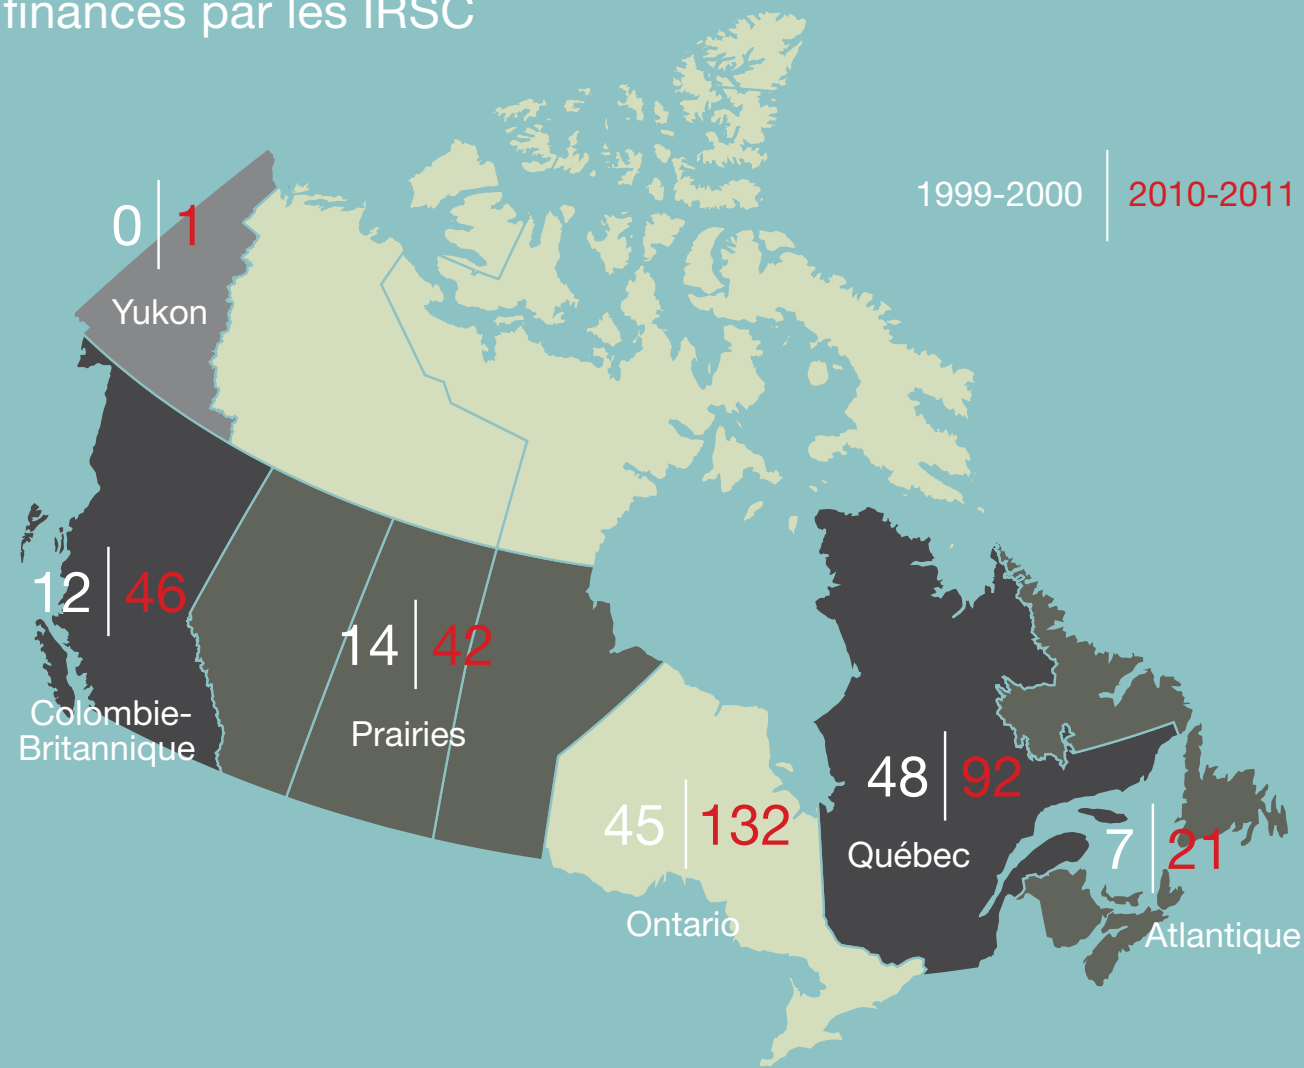 finances par les IRSC
1999-2000 | 2010-2011
0 | 1
Yukon
12 | 46
Colombie-
Britannique
14 | 42
Prairies
45 | 132
Ontario
48 | 92
Québec
7 | 21
Atlantique